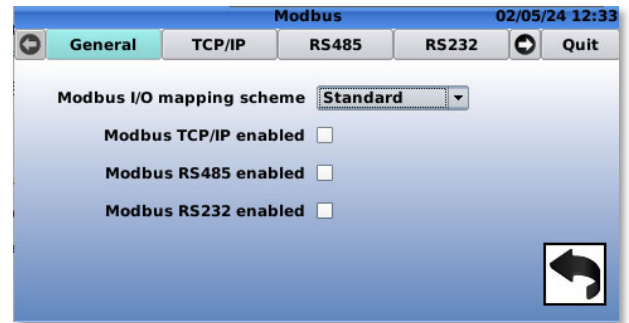 Modbus 02/05/24 12:33
General TCP/IP RS485 RS232 Quit
Modbus I/O mapping scheme Standard
Modbus TCP/IP enabled
Modbus RS485 enabled
Modbus RS232 enabled